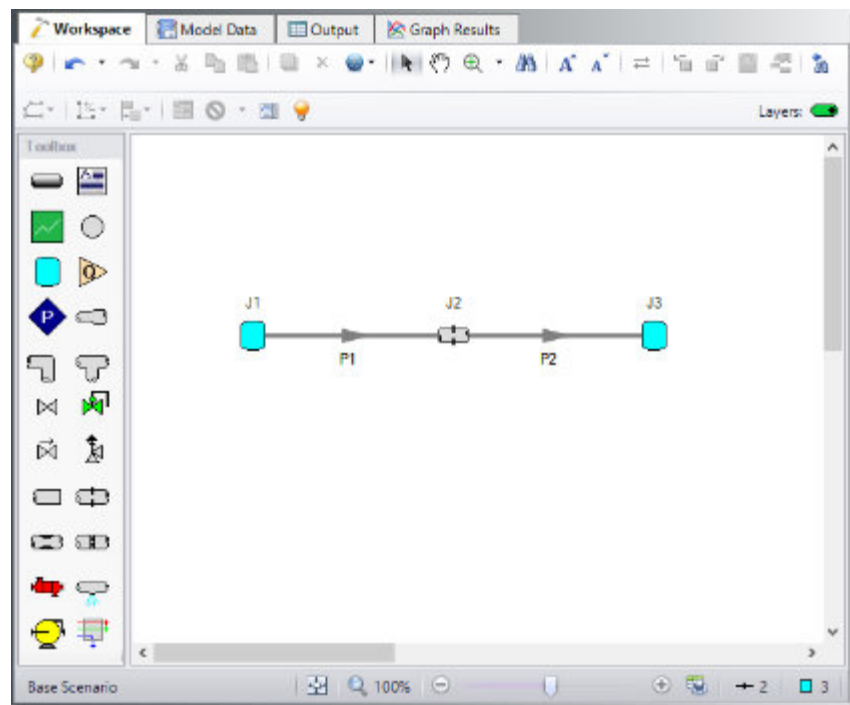 Workspace Model Data Output Graph Results
A A
Layers:
Toolbox
Q
P
J1 J2 J3
P1 P2
Base Scenario 100% 2 3